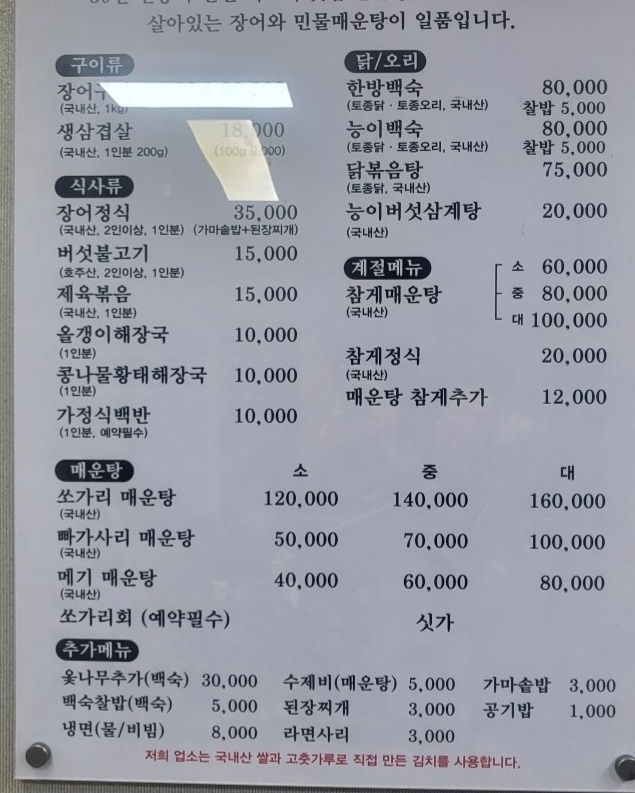 살아있는 장어와 민물매운탕이 일품입니다.
구이류
(국내산, 1kg)
생삼겹살 18,000
(국내산, 1인분 200g) (100g 9,000)
식사류
장어정식 35,000
(국내산, 2인이상, 1인분) (가마솥밥+된장찌개)
버섯불고기 15,000
(호주산, 2인이상, 1인분)
제육볶음 15,000
(국내산, 1인분)
올갱이해장국 10,000
(1인분)
콩나물황태해장국 10,000
(1인분)
가정식백반 10,000
(1인분, 예약필수)
닭/오리
한방백숙 80,000
(토종닭·토종오리, 국내산) 찰밥 5,000
능이백숙 80,000
(토종닭·토종오리, 국내산) 찰밥 5,000
닭볶음탕 75,000
(토종닭, 국내산)
능이버섯삼계탕 20,000
(국내산)
계절메뉴 소 60,000
참게매운탕 중 80,000
(국내산) 대 100,000
참게정식 20,000
(국내산)
매운탕 참게추가 12,000
매운탕 소 중 대
쏘가리 매운탕 120,000 140,000 160,000
(국내산)
빠가사리 매운탕 50,000 70,000 100,000
(국내산)
메기 매운탕 40,000 60,000 80,000
(국내산)
쏘가리회 (예약필수) 싯가
추가메뉴
옻나무추가(백숙) 30,000 수제비(매운탕) 5,000 가마솥밥 3,000
백숙찰밥(백숙) 5,000 된장찌개 3,000 공기밥 1,000
냉면(물/비빔) 8,000 라면사리 3,000
저희 업소는 국내산 쌀과 고춧가루로 직접 만든 김치를 사용합니다.